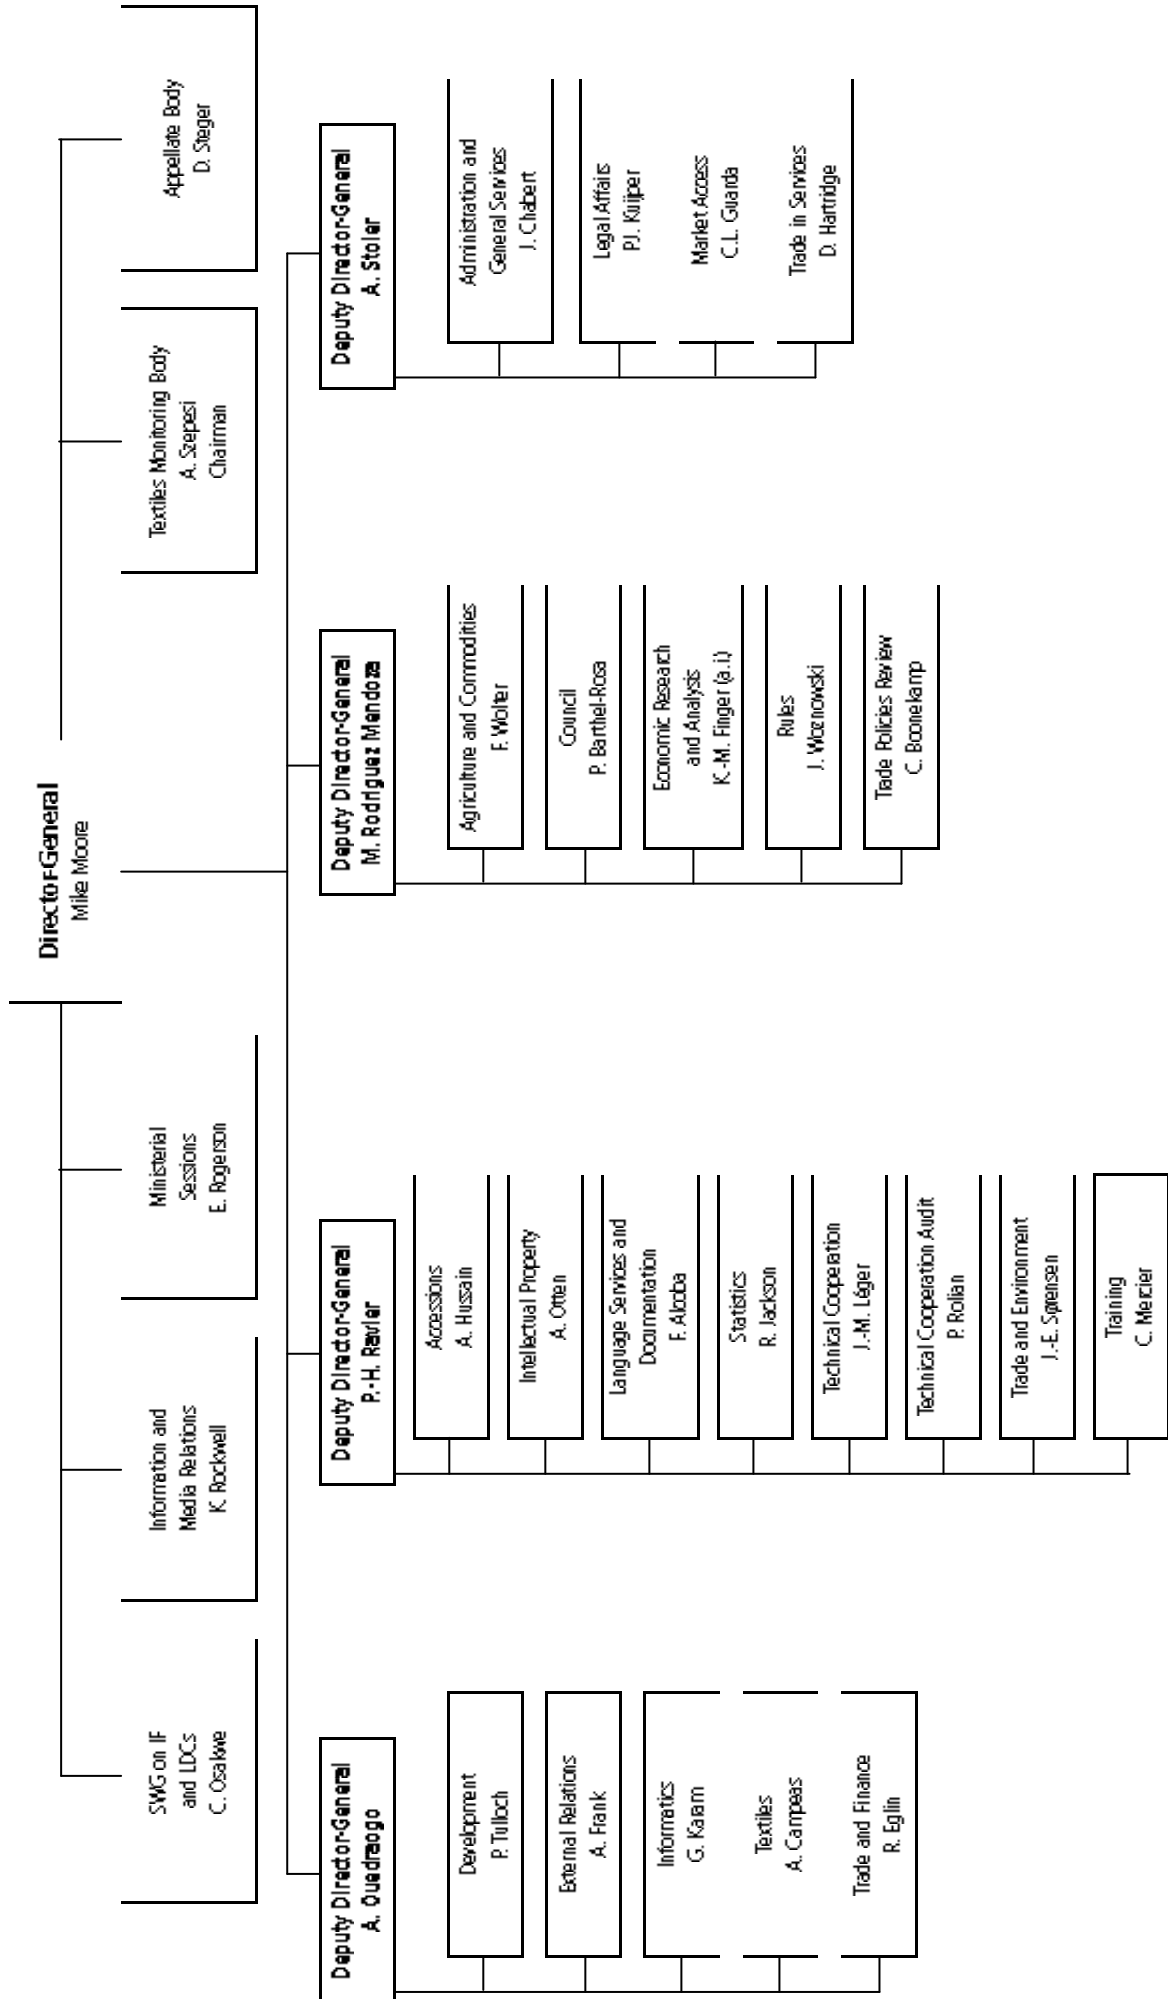 Director-General
Mike Moore
SWG on IF
and LDCs
C. Osakwe
Information and
Media Relations
K. Rockwell
Ministerial
Sessions
E. Rogerson
Textiles Monitoring Body
A. Szepesi
Chairman
Appellate Body
D. Steger
Deputy Director-General
A. Ouedraogo
Development
P. Tulloch
External Relations
A. Frank
Informatics
G. Karam
Textiles
A. Campeas
Trade and Finance
R. Eglin
Deputy Director-General
P.-H. Ravier
Accessions
A. Hussain
Intellectual Property
A. Otten
Language Services and
Documentation
F. Alcoba
Statistics
R. Jackson
Technical Cooperation
J.-M. Léger
Technical Cooperation Audit
P. Rolian
Trade and Environment
J.-E. Sørensen
Training
C. Mercier
Deputy Director-General
M. Rodriguez Mendoza
Agriculture and Commodities
F. Wolter
Council
P. Barthel-Rosa
Economic Research
and Analysis
K.-M. Finger (a.i.)
Rules
J. Woznowski
Trade Policies Review
C. Boonekamp
Deputy Director-General
A. Stoler
Administration and
General Services
J. Chabert
Legal Affairs
P.J. Kuijper
Market Access
C.L. Guarda
Trade in Services
D. Hartridge